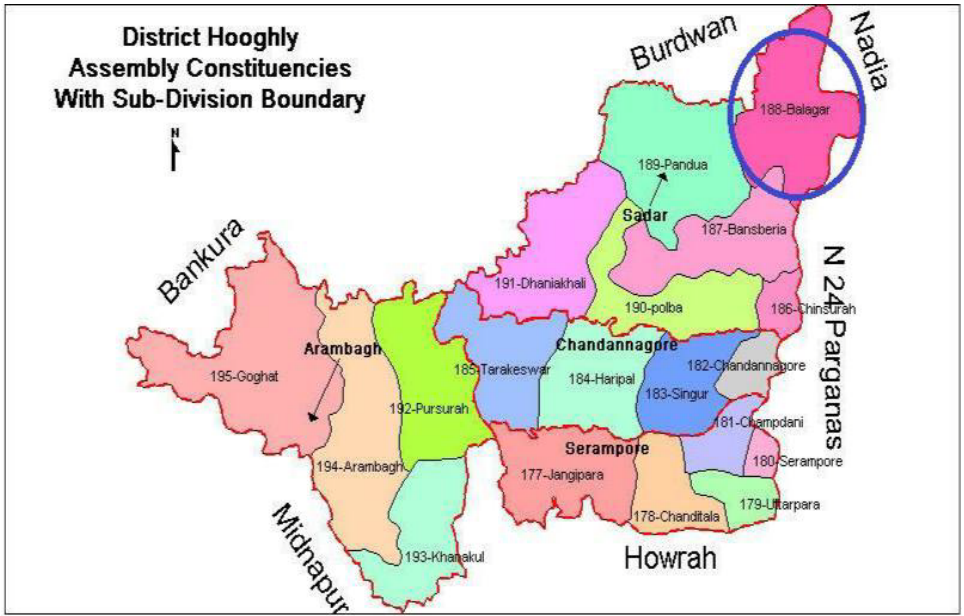 District Hooghly
Assembly Constituencies
With Sub-Division Boundary
N
Burdwan
Nadia
188-Balagar
189-Pandua
Sadar
187-Bansberia
Bankura
191-Dhaniakhali
190-polba
186-Chinsurah
N 24 Parganas
Arambagh
Chandannagore
195-Goghat
185-Tarakeswar
184-Haripal
182-Chandannagore
183-Singur
192-Pursurah
181-Champdani
Serampore
194-Arambagh
177-Jangipara
180-Serampore
179-Uttarpara
178-Chanditala
Midnapur
193-Khanakul
Howrah